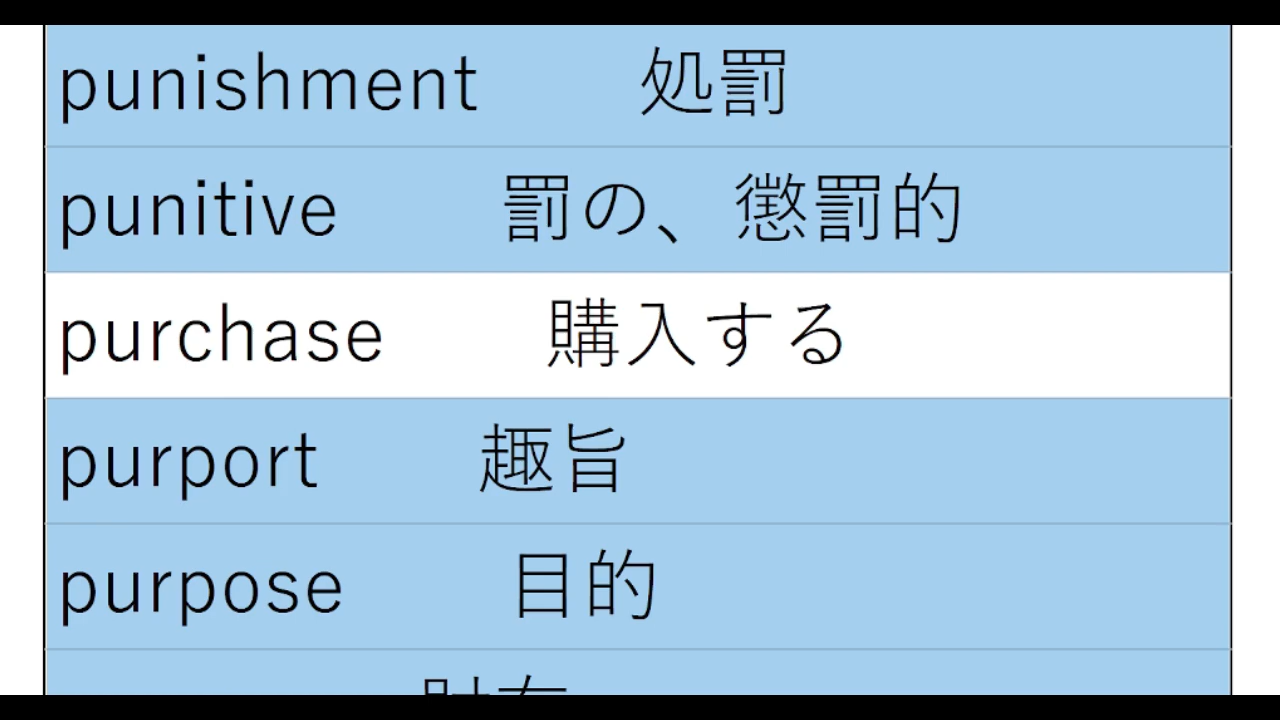 punishment 処罰
punitive 罰の、懲罰的
purchase 購入する
purport 趣旨
purpose 目的